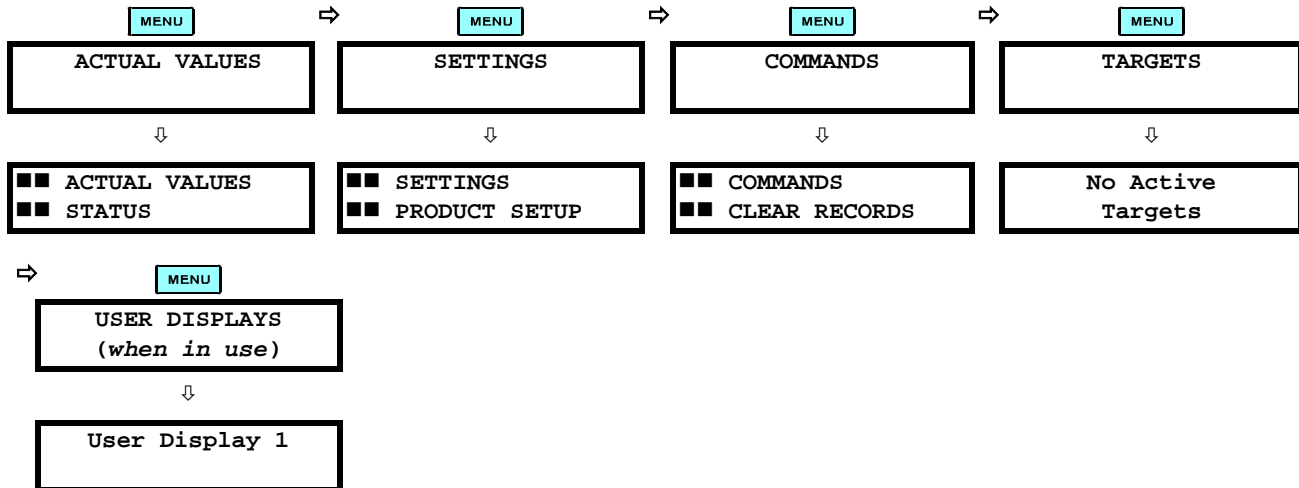 MENU
MENU
MENU
MENU
ACTUAL VALUES
SETTINGS
COMMANDS
TARGETS
■■ ACTUAL VALUES
■■ STATUS
■■ SETTINGS
■■ PRODUCT SETUP
■■ COMMANDS
■■ CLEAR RECORDS
No Active
Targets
MENU
USER DISPLAYS
(when in use)
User Display 1